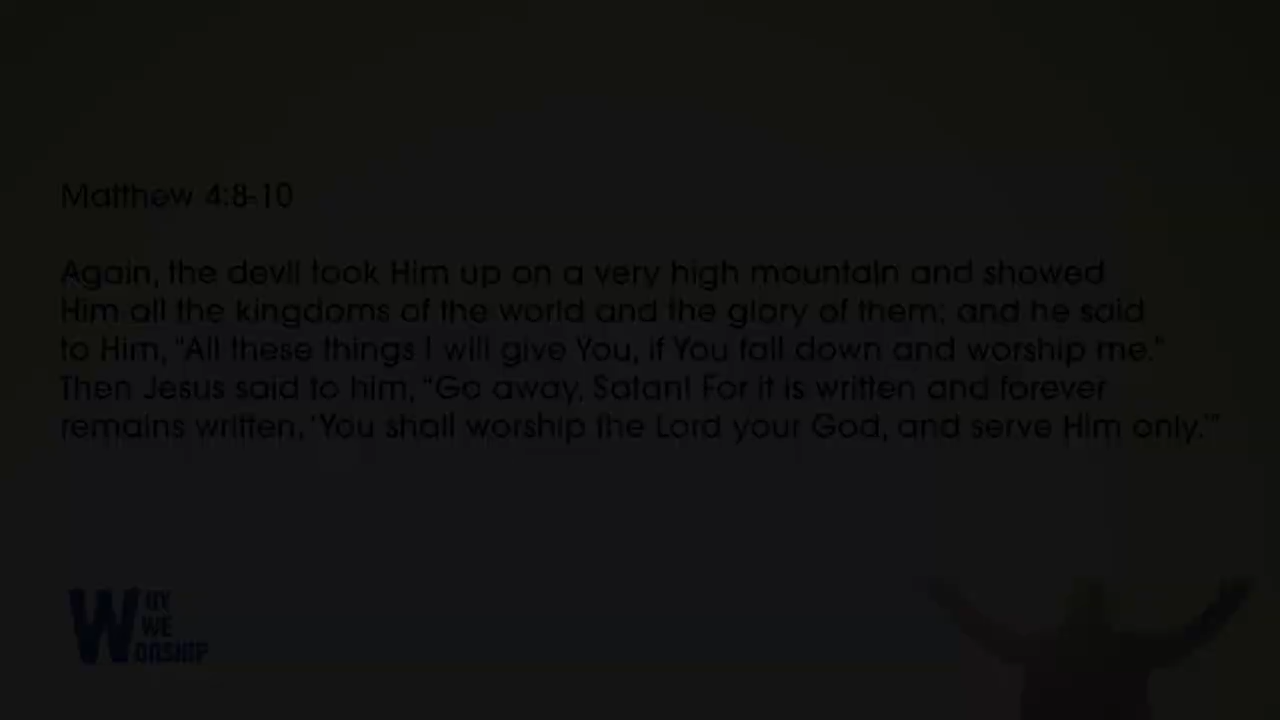 Matthew 4:8-10
Again, the devil took Him up on a very high mountain and showed
Him all the kingdoms of the world and the glory of them; and he said
to Him, "All these things I will give You, if You fall down and worship me."
Then Jesus said to him, "Go away, Satan! For it is written and forever
remains written, 'You shall worship the Lord your God, and serve Him only.'"
WHY
WE
WORSHIP